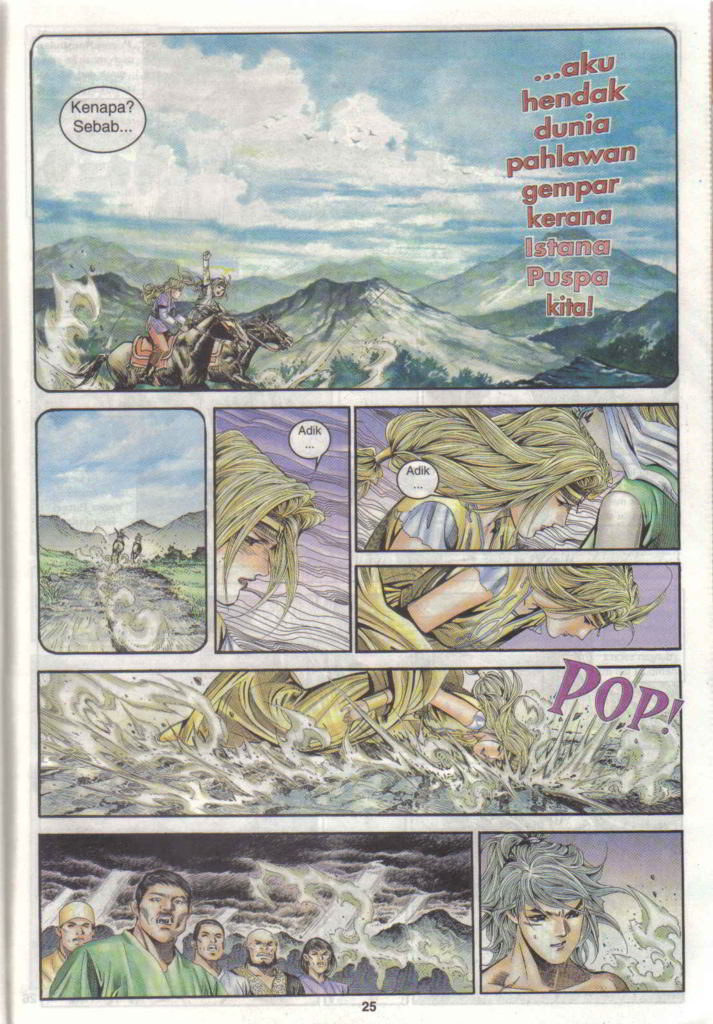 Kenapa?
Sebab...
...aku
hendak
dunia
pahlawan
gempar
kerana
Istana
Puspa
kita!
Adik
...
Adik
...
POP!
25